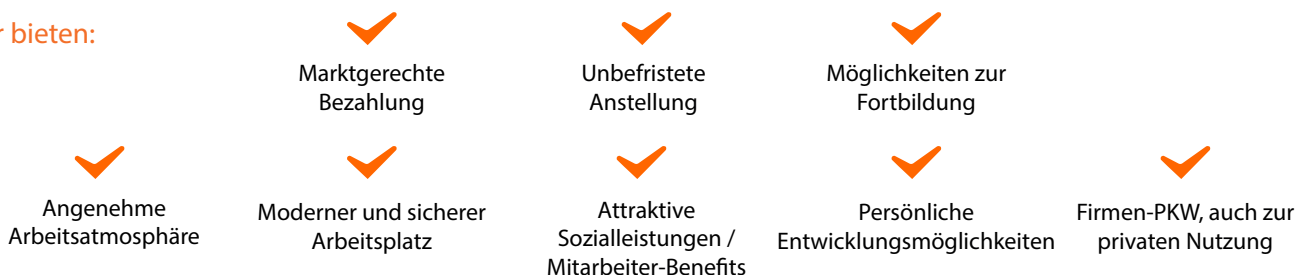 r bieten:
Marktgerechte
Bezahlung
Unbefristete
Anstellung
Möglichkeiten zur
Fortbildung
Angenehme
Arbeitsatmosphäre
Moderner und sicherer
Arbeitsplatz
Attraktive
Sozialleistungen /
Mitarbeiter-Benefits
Persönliche
Entwicklungsmöglichkeiten
Firmen-PKW, auch zur
privaten Nutzung